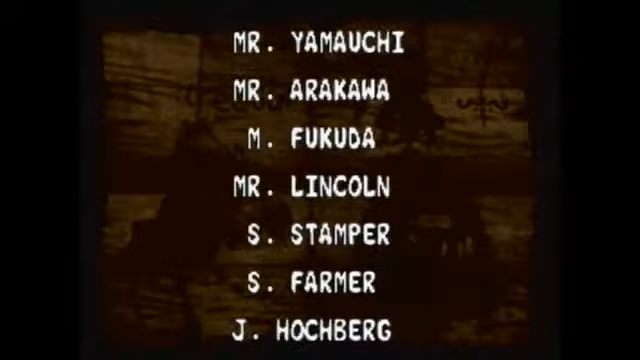 MR. YAMAUCHI
MR. ARAKAWA
M. FUKUDA
MR. LINCOLN
S. STAMPER
S. FARMER
J. HOCHBERG